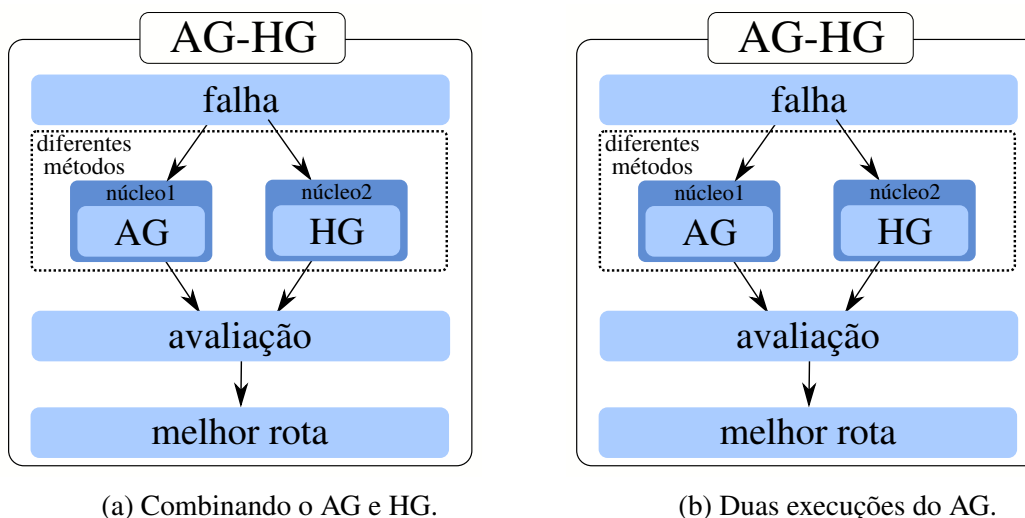 AG-HG
falha
diferentes
métodos
núcleo1
núcleo2
AG
HG
avaliação
melhor rota
(a) Combinando o AG e HG.
AG-HG
falha
diferentes
métodos
núcleo1
núcleo2
AG
HG
avaliação
melhor rota
(b) Duas execuções do AG.